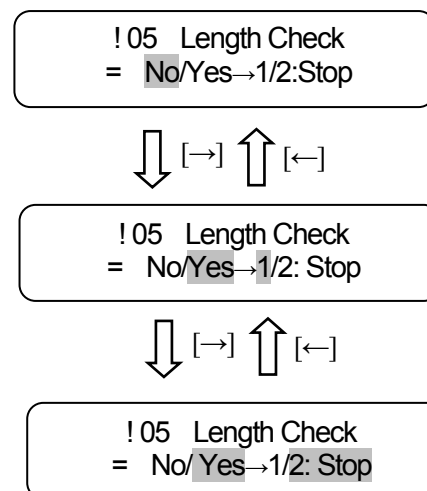 ! 05 Length Check
= No/Yes→1/2:Stop
[→] [←]
! 05 Length Check
= No/Yes→1/2: Stop
[→] [←]
! 05 Length Check
= No/ Yes→1/2: Stop